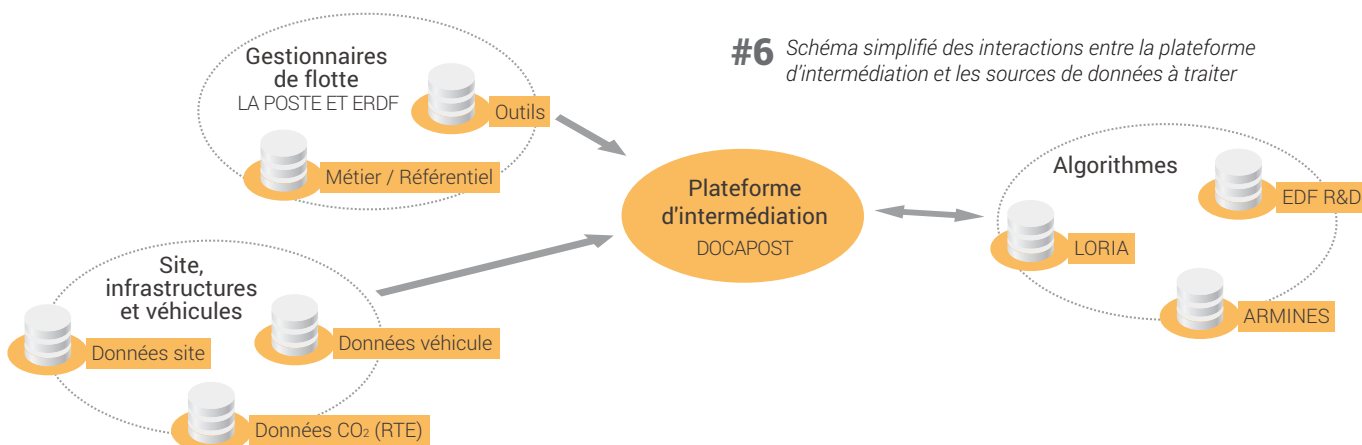 #6 Schéma simplifié des interactions entre la plateforme
d'intermédiation et les sources de données à traiter
Gestionnaires
de flotte
LA POSTE ET ERDF
Outils
Métier / Référentiel
Site,
infrastructures
et véhicules
Données site
Données véhicule
Données CO₂ (RTE)
Plateforme
d'intermédiation
DOCAPOST
Algorithmes
EDF R&D
LORIA
ARMINES